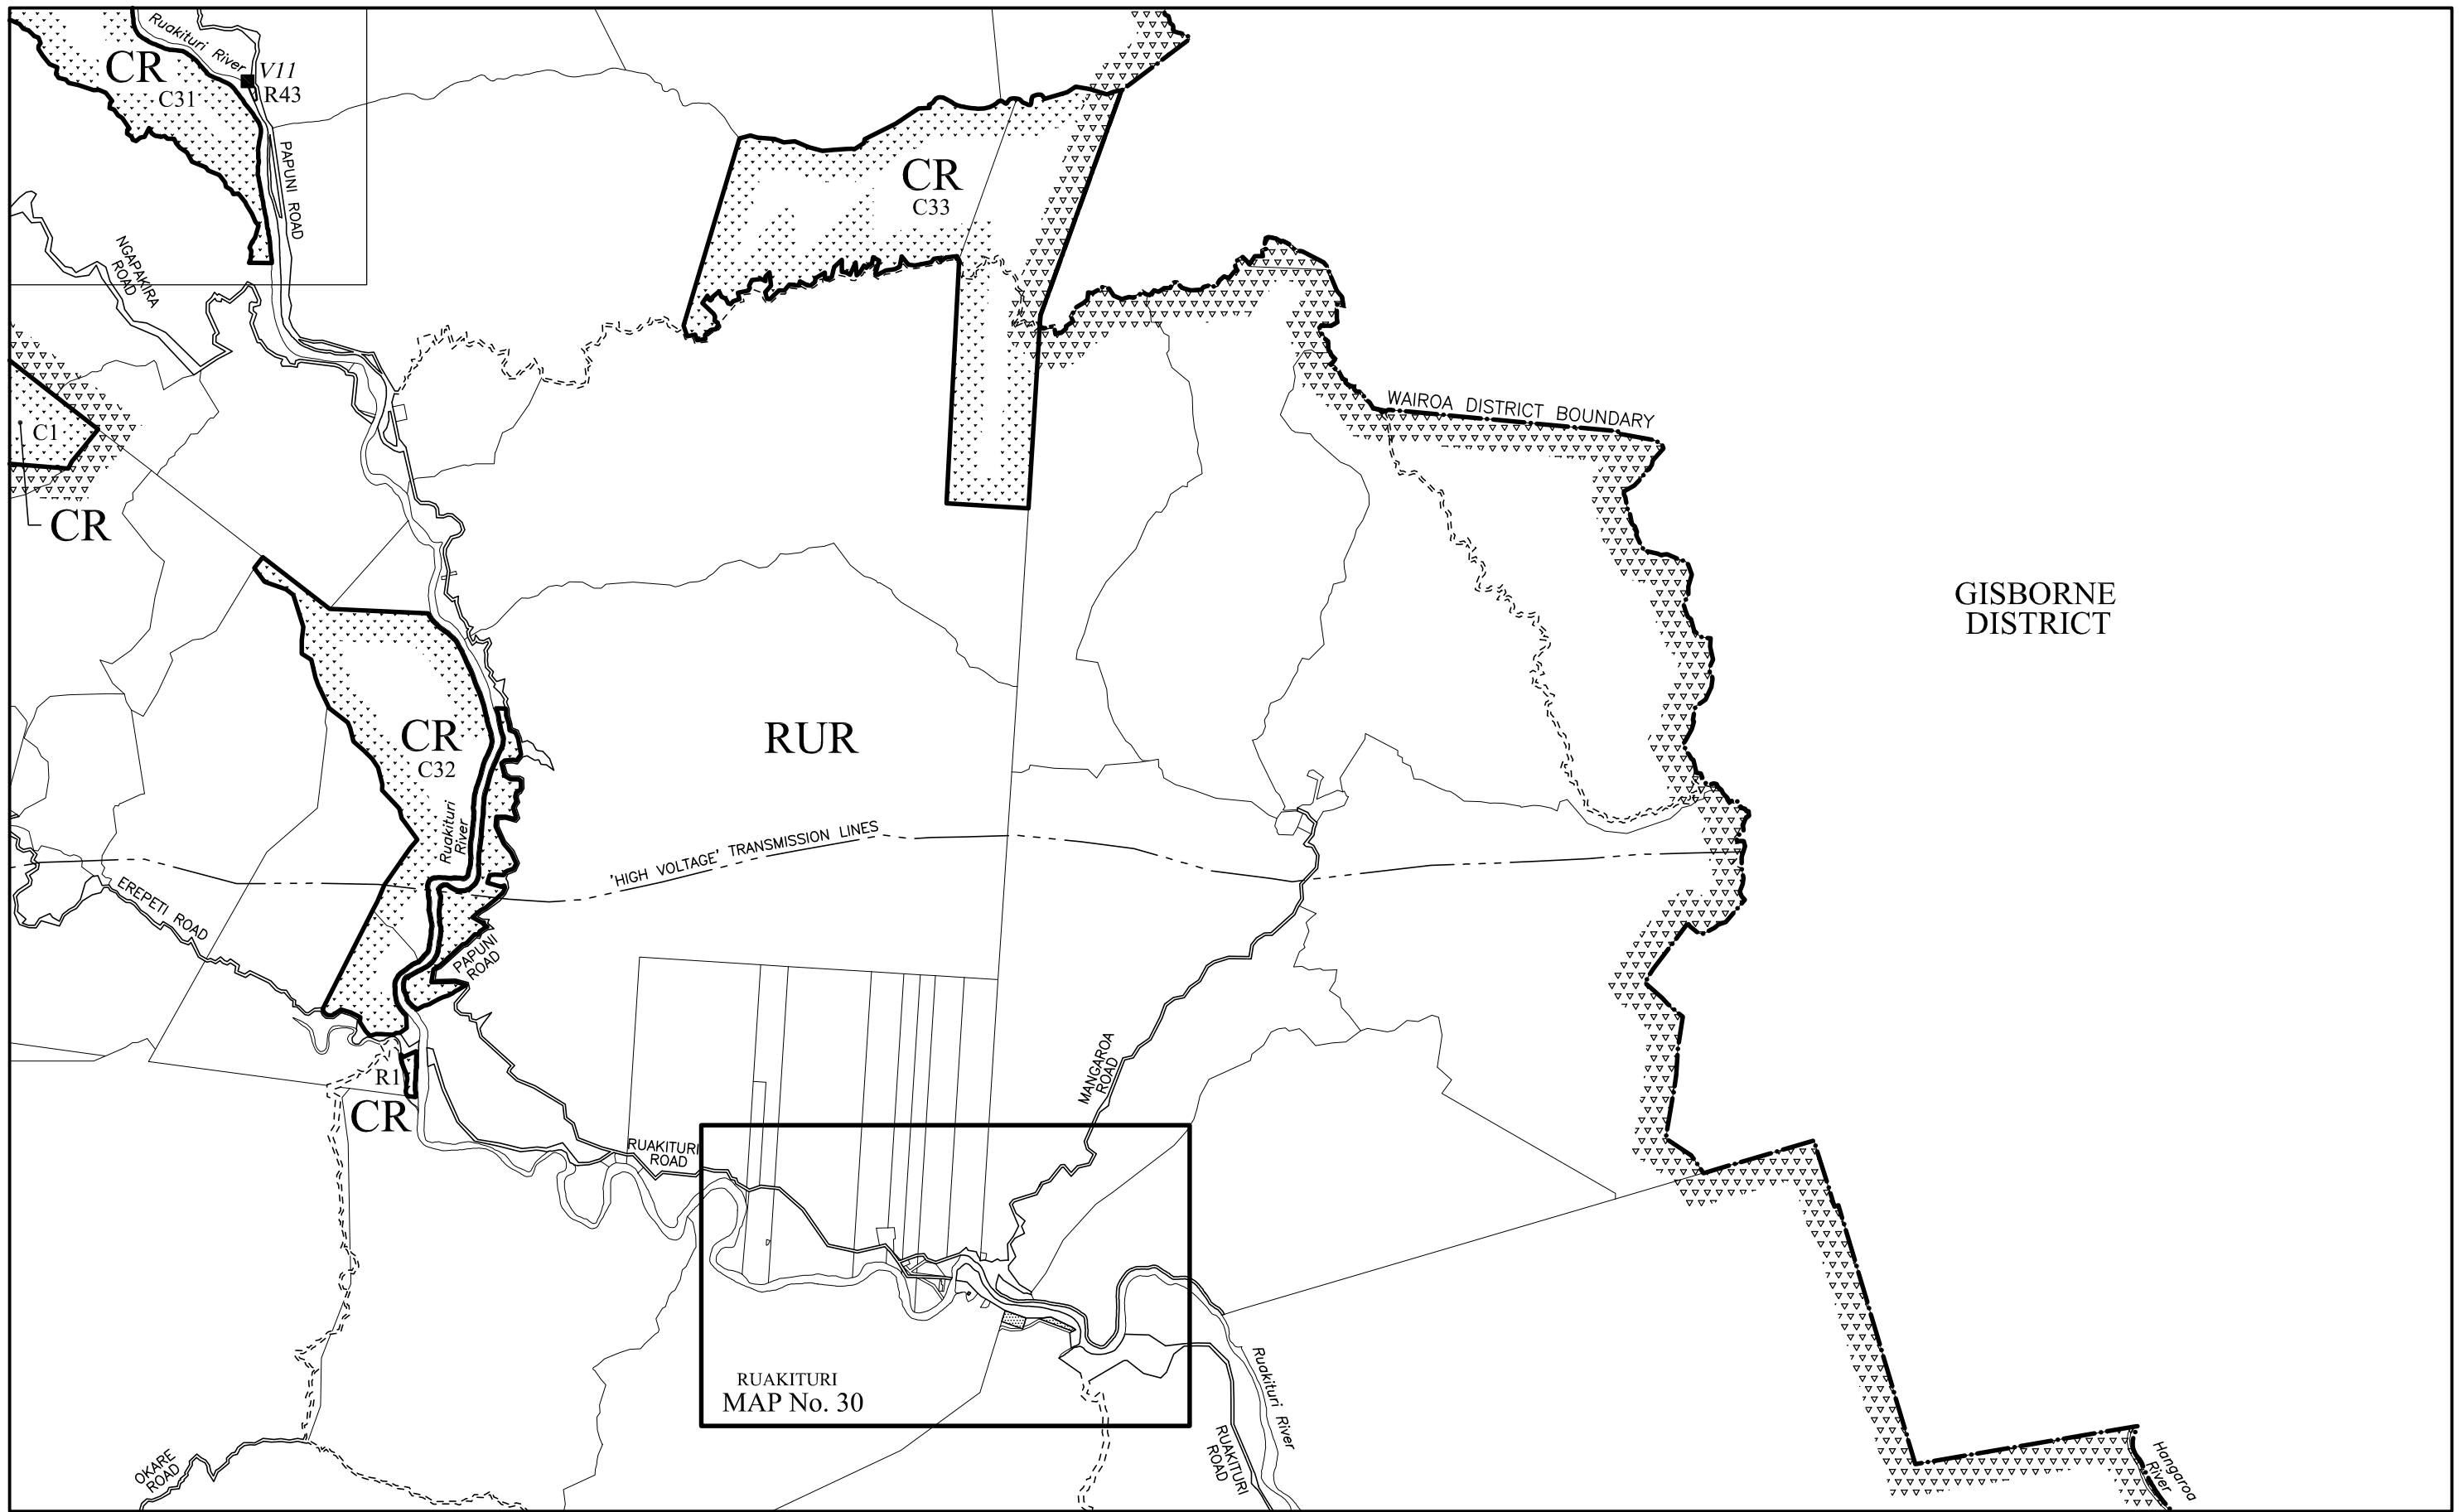 Ruakituri River
CR
C31
V11
R43
PAPUNI ROAD
NGAPAKIRA
ROAD
CR
C33
C1
CR
WAIROA DISTRICT BOUNDARY
GISBORNE
DISTRICT
CR
C32
RUR
Ruakituri
River
'HIGH VOLTAGE' TRANSMISSION LINES
EREPETI ROAD
PAPUNI
ROAD
MANGAROA
ROAD
R1
CR
RUAKITURI
ROAD
RUAKITURI
MAP No. 30
Ruakituri River
RUAKITURI
ROAD
OKARE
ROAD
Hangaroa
River